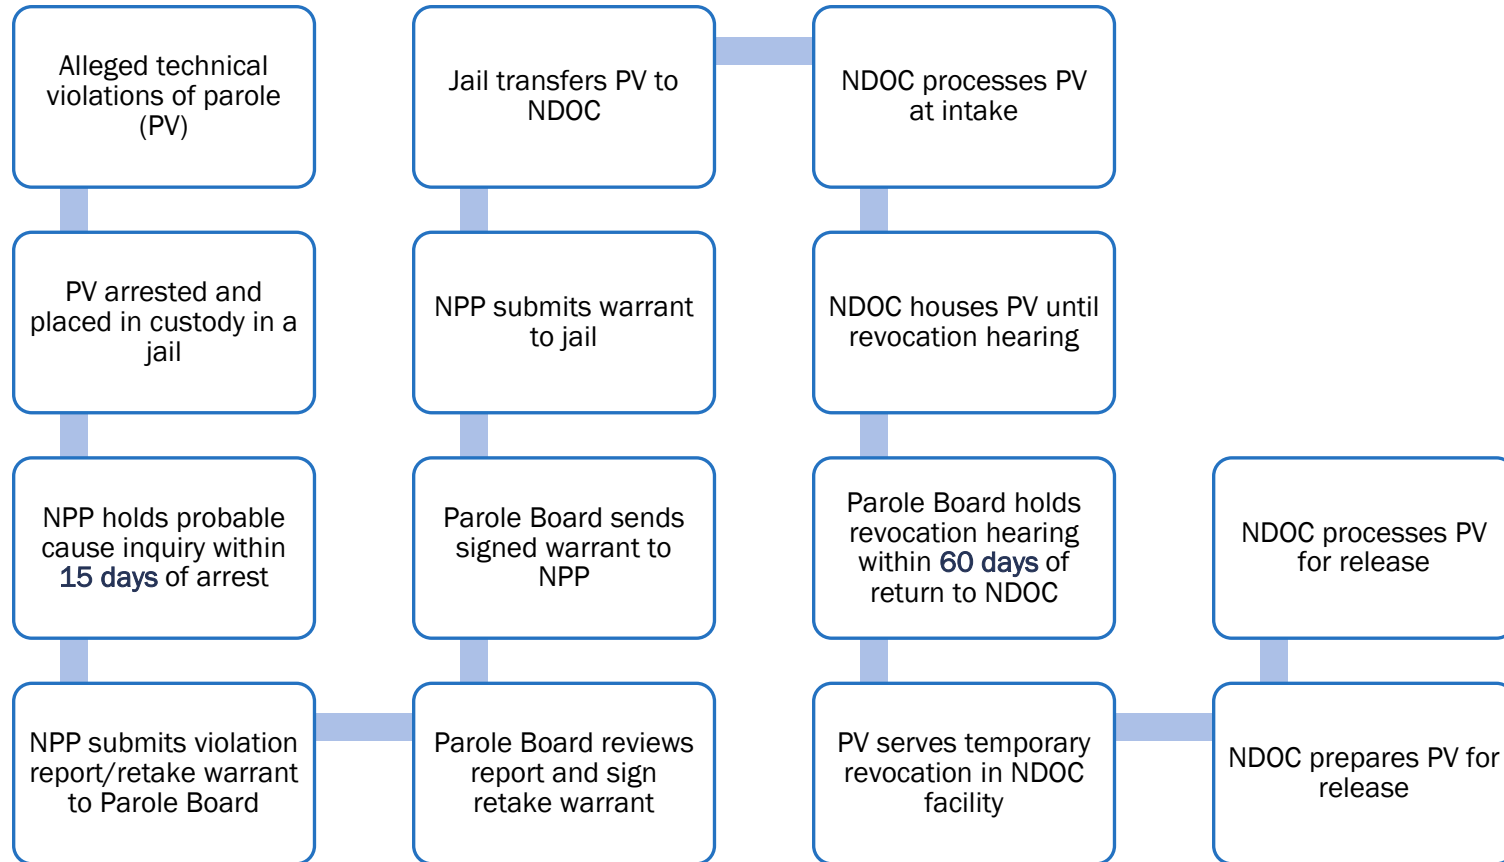 Alleged technical
violations of parole
(PV)
PV arrested and
placed in custody in a
jail
NPP holds probable
cause inquiry within
15 days of arrest
NPP submits violation
report/retake warrant
to Parole Board
Parole Board reviews
report and sign
retake warrant
Parole Board sends
signed warrant to
NPP
NPP submits warrant
to jail
Jail transfers PV to
NDOC
NDOC processes PV
at intake
NDOC houses PV until
revocation hearing
Parole Board holds
revocation hearing
within 60 days of
return to NDOC
PV serves temporary
revocation in NDOC
facility
NDOC prepares PV for
release
NDOC processes PV
for release